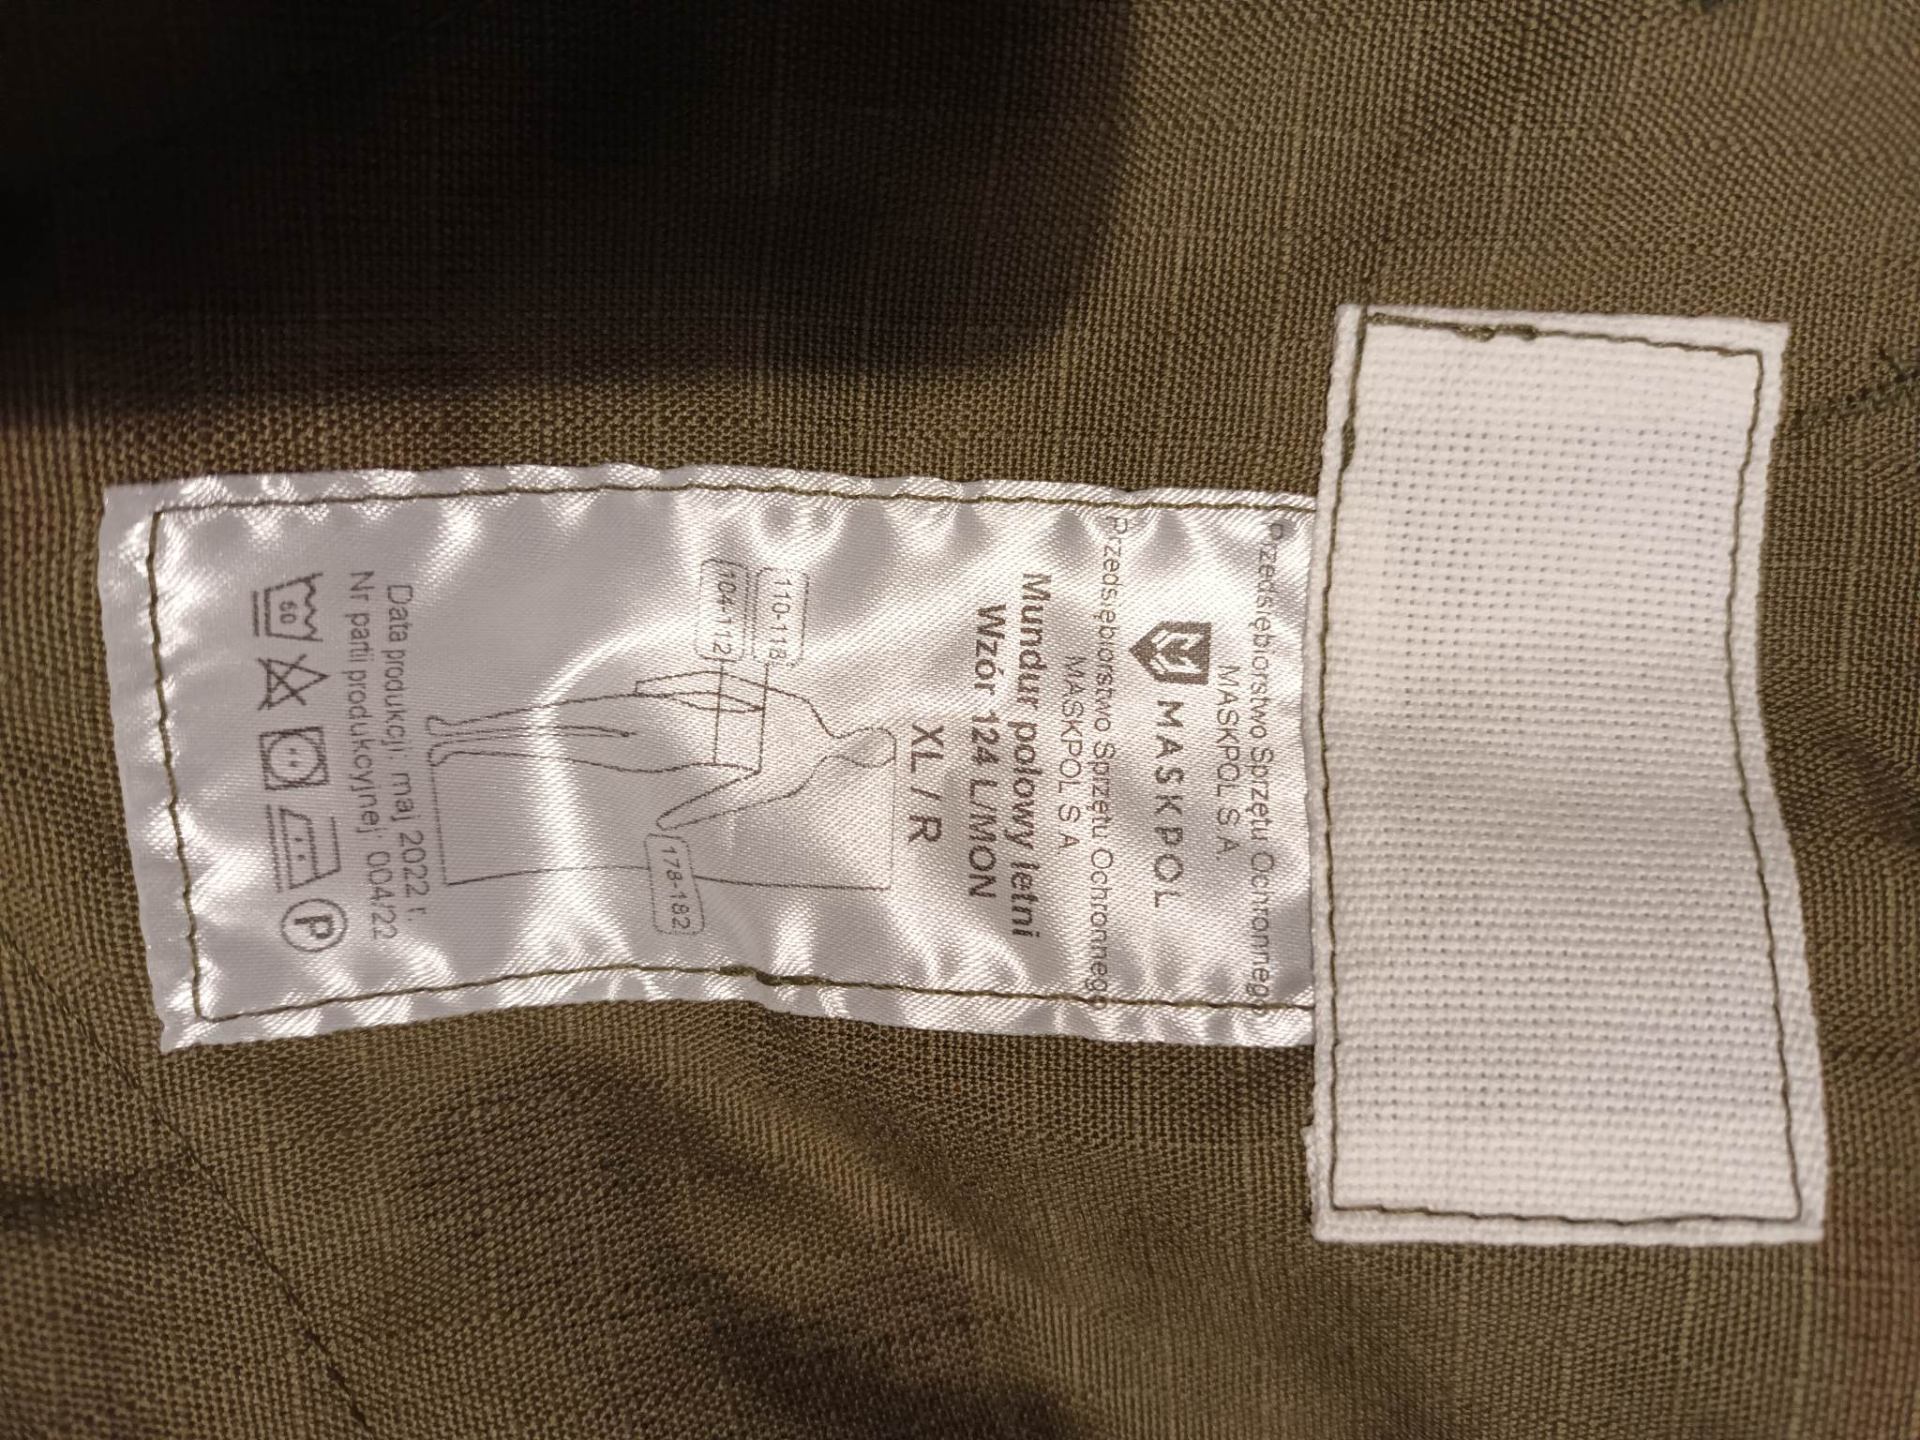 Przedsiębiorstwo Sprzętu Ochronnego
MASKPOL S.A.
MASKPOL
Przedsiębiorstwo Sprzętu Ochronnego
MASKPOL S A
Mundur polowy letni
Wzór 124 L/MON
XL / R
110-118
104-112
178-182
Data produkcji: maj 2022 r.
Nr partii produkcyjnej: 004/22
60
P